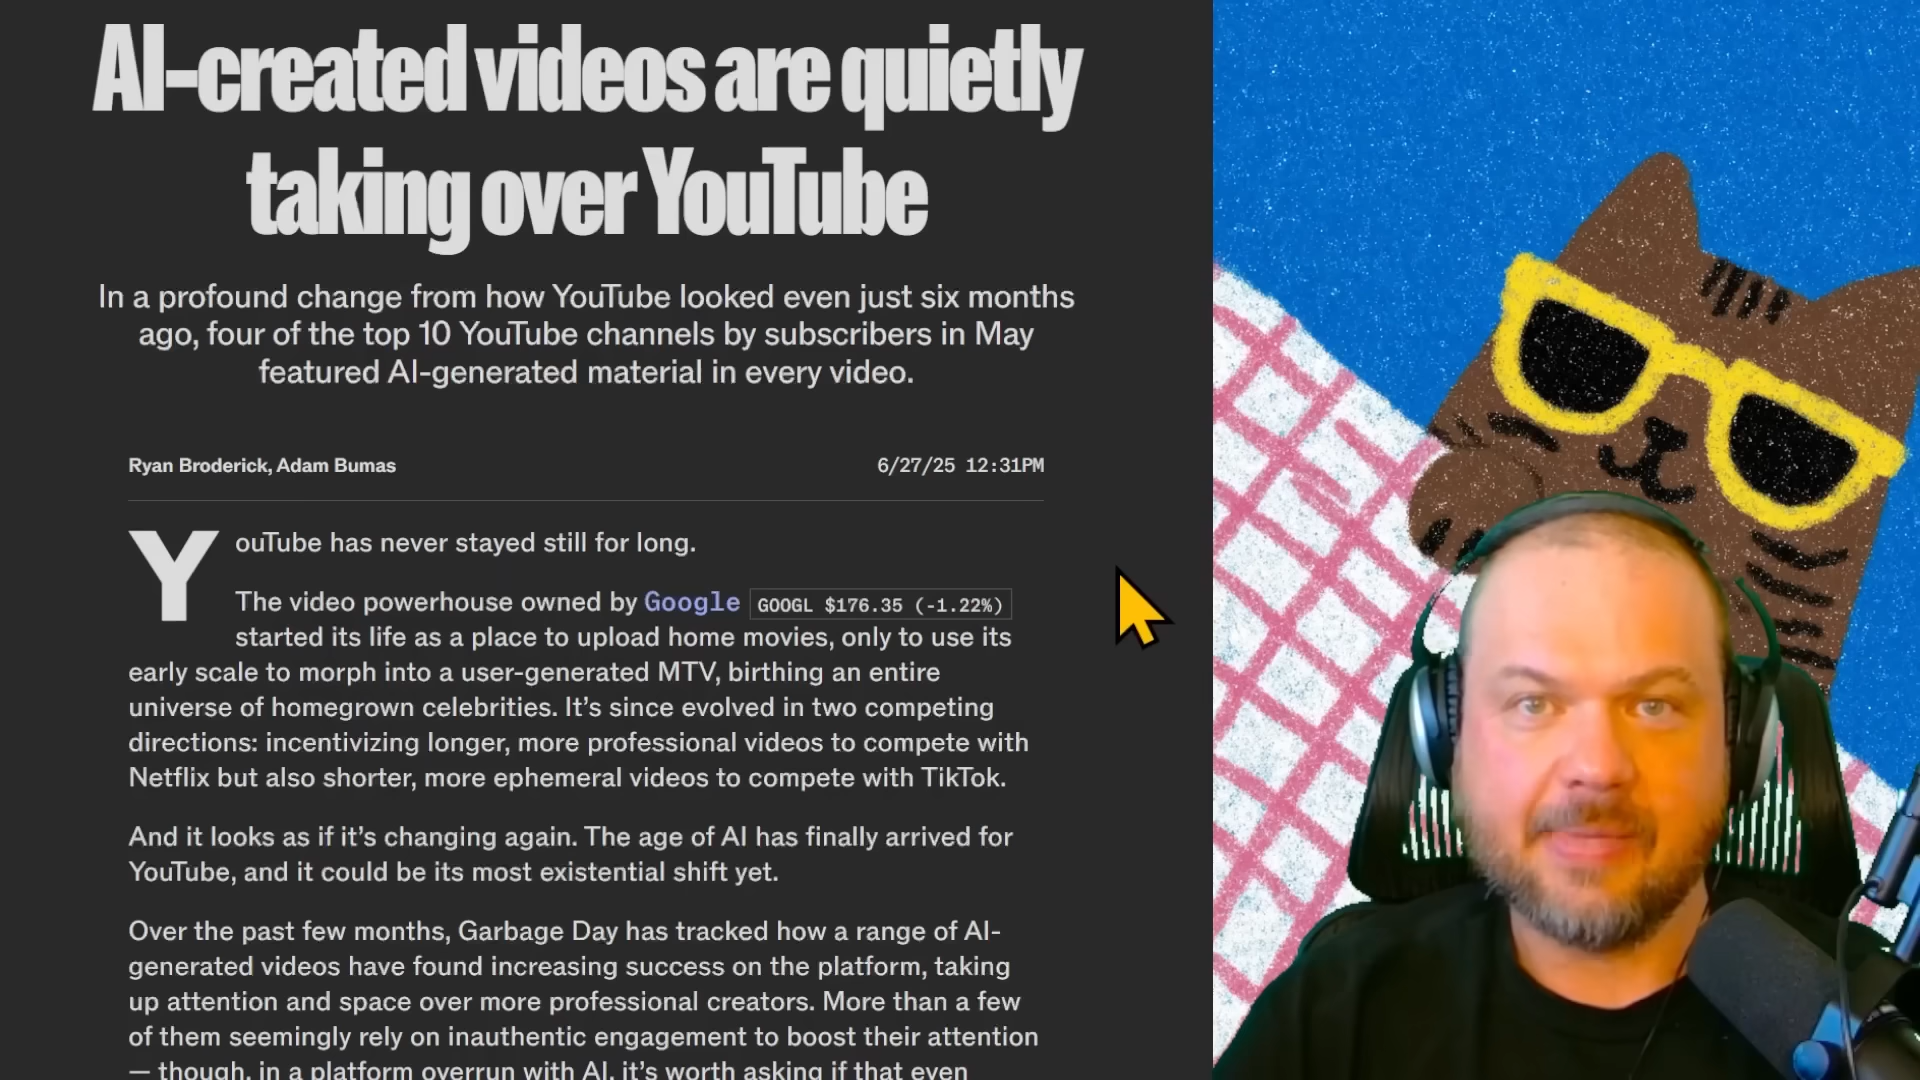 AI-created videos are quietly
taking over YouTube
In a profound change from how YouTube looked even just six months
ago, four of the top 10 YouTube channels by subscribers in May
featured AI-generated material in every video.
Ryan Broderick, Adam Bumas
6/27/25 12:31PM
YouTube has never stayed still for long.
The video powerhouse owned by Google GOOGL $176.35 (-1.22%)
started its life as a place to upload home movies, only to use its
early scale to morph into a user-generated MTV, birthing an entire
universe of homegrown celebrities. It’s since evolved in two competing
directions: incentivizing longer, more professional videos to compete with
Netflix but also shorter, more ephemeral videos to compete with TikTok.
And it looks as if it’s changing again. The age of AI has finally arrived for
YouTube, and it could be its most existential shift yet.
Over the past few months, Garbage Day has tracked how a range of AI-
generated videos have found increasing success on the platform, taking
up attention and space over more professional creators. More than a few
of them seemingly rely on inauthentic engagement to boost their attention
— though, in a platform overrun with AI, it’s worth asking if that even